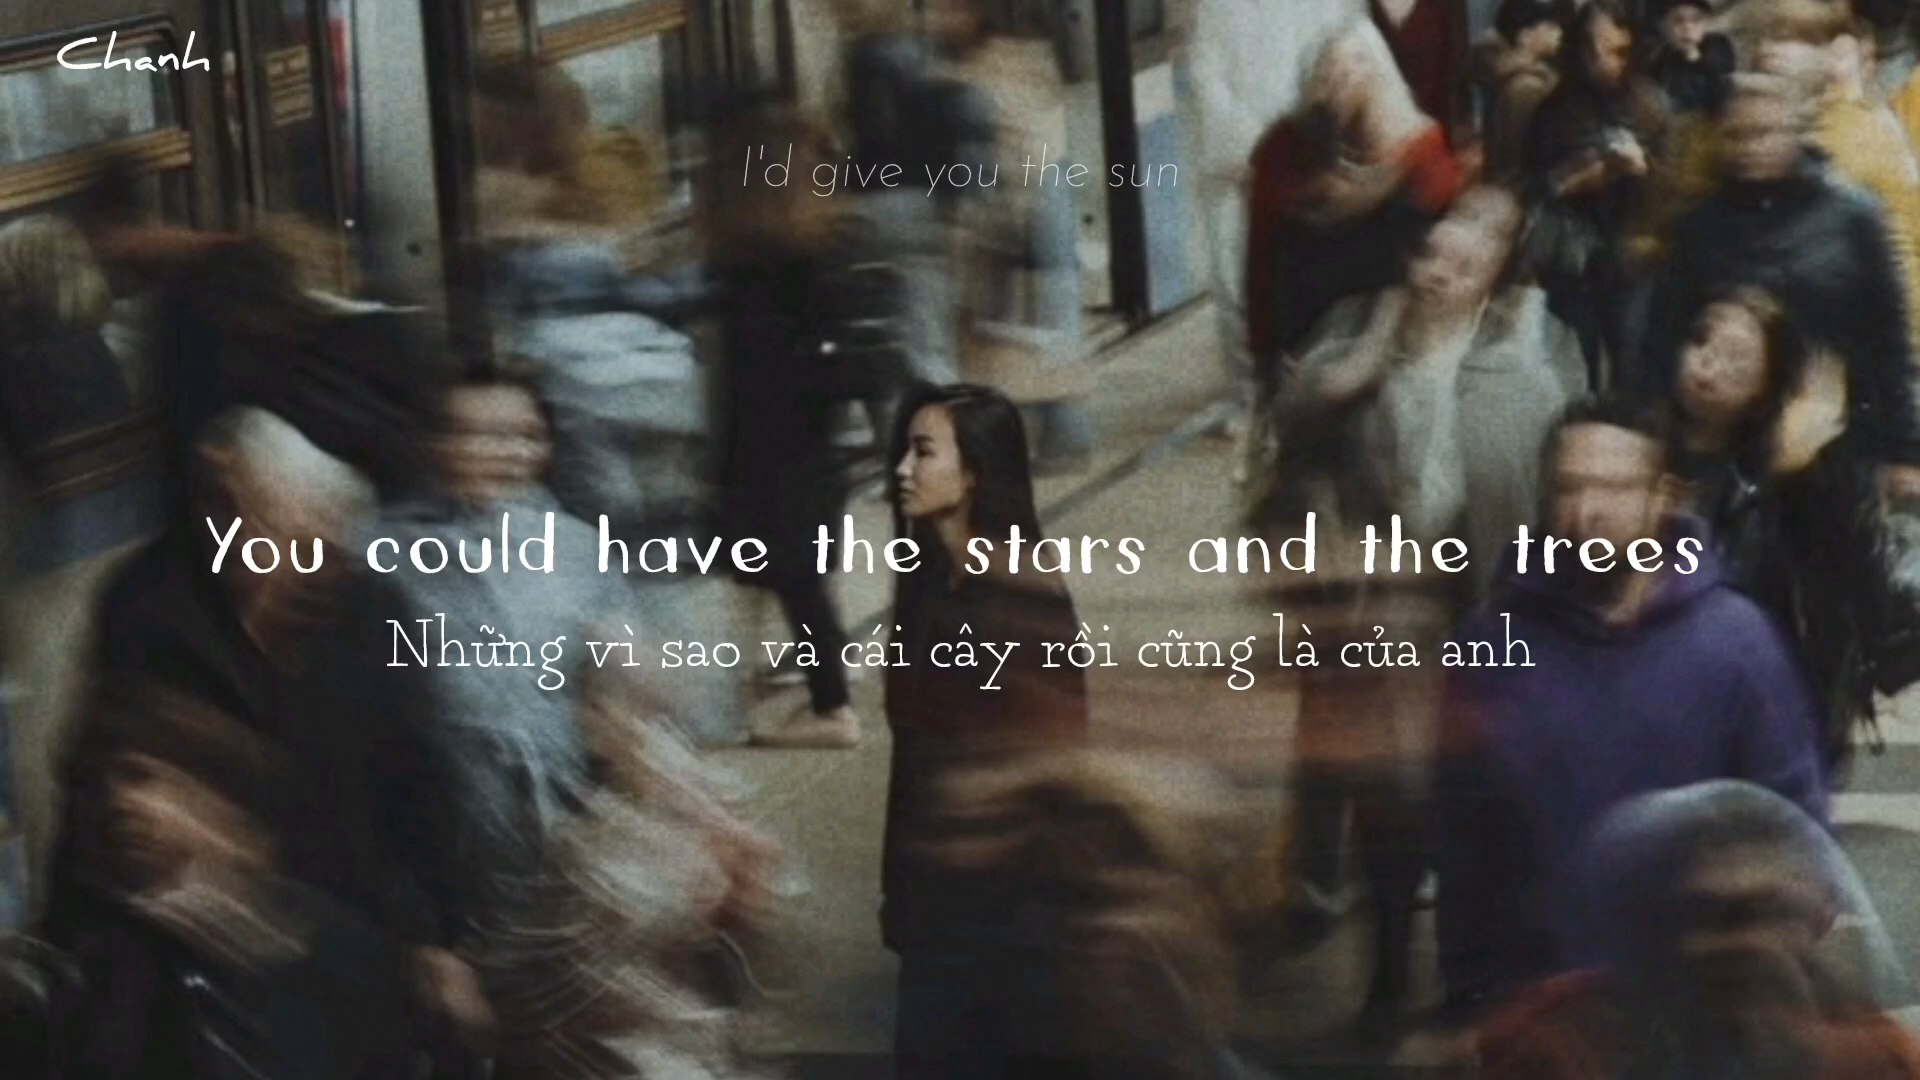 Chanh
I'd give you the sun
You could have the stars and the trees
Những vì sao và cái cây rồi cũng là của anh